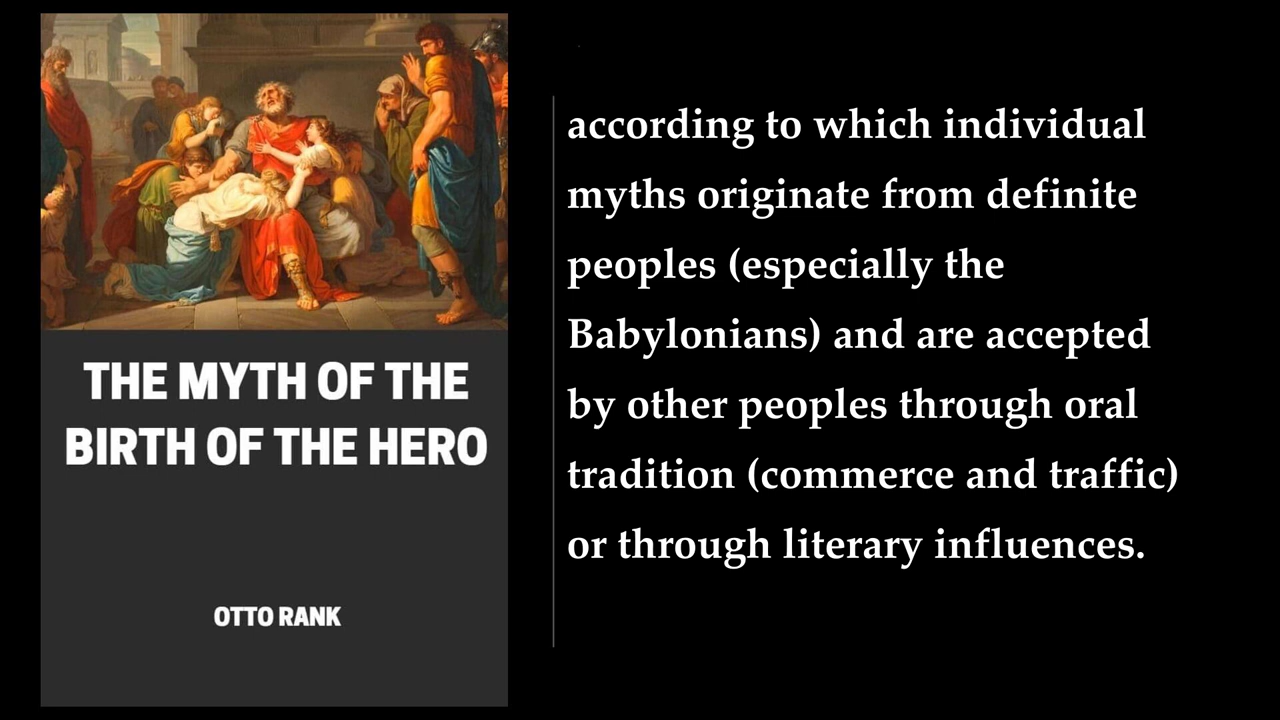 THE MYTH OF THE
BIRTH OF THE HERO
OTTO RANK
according to which individual
myths originate from definite
peoples (especially the
Babylonians) and are accepted
by other peoples through oral
tradition (commerce and traffic)
or through literary influences.